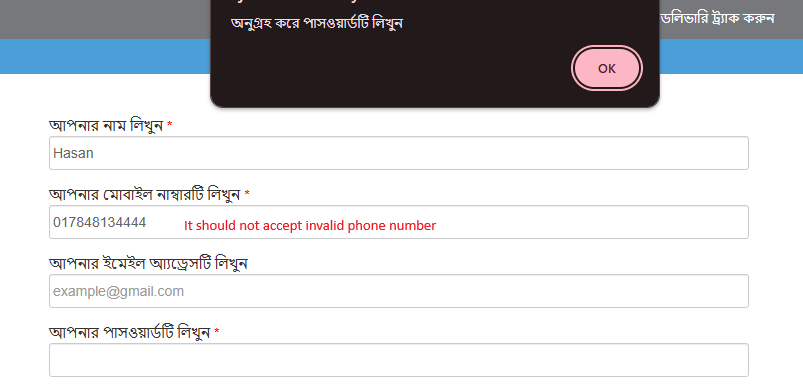 অনুগ্রহ করে পাসওয়ার্ডটি লিখুন
ডেলিভারি ট্র্যাক করুন
OK
আপনার নাম লিখুন *
Hasan
আপনার মোবাইল নাম্বারটি লিখুন *
017848134444 It should not accept invalid phone number
আপনার ইমেইল অ্যাড্রেসটি লিখুন
example@gmail.com
আপনার পাসওয়ার্ডটি লিখুন *